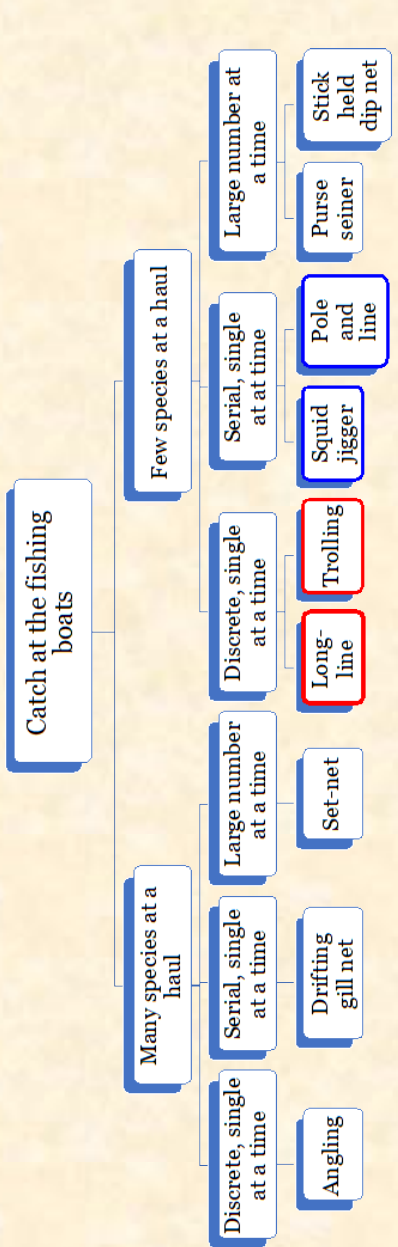 Catch at the fishing
boats
Many species at a
haul
Few species at a haul
Discrete, single
at a time
Serial, single
at a time
Large number
at a time
Discrete, single
at a time
Serial, single
at at time
Large number at
a time
Angling
Drifting
gill net
Set-net
Long-
line
Trolling
Squid
jigger
Pole
and
line
Purse
seiner
Stick
held
dip net